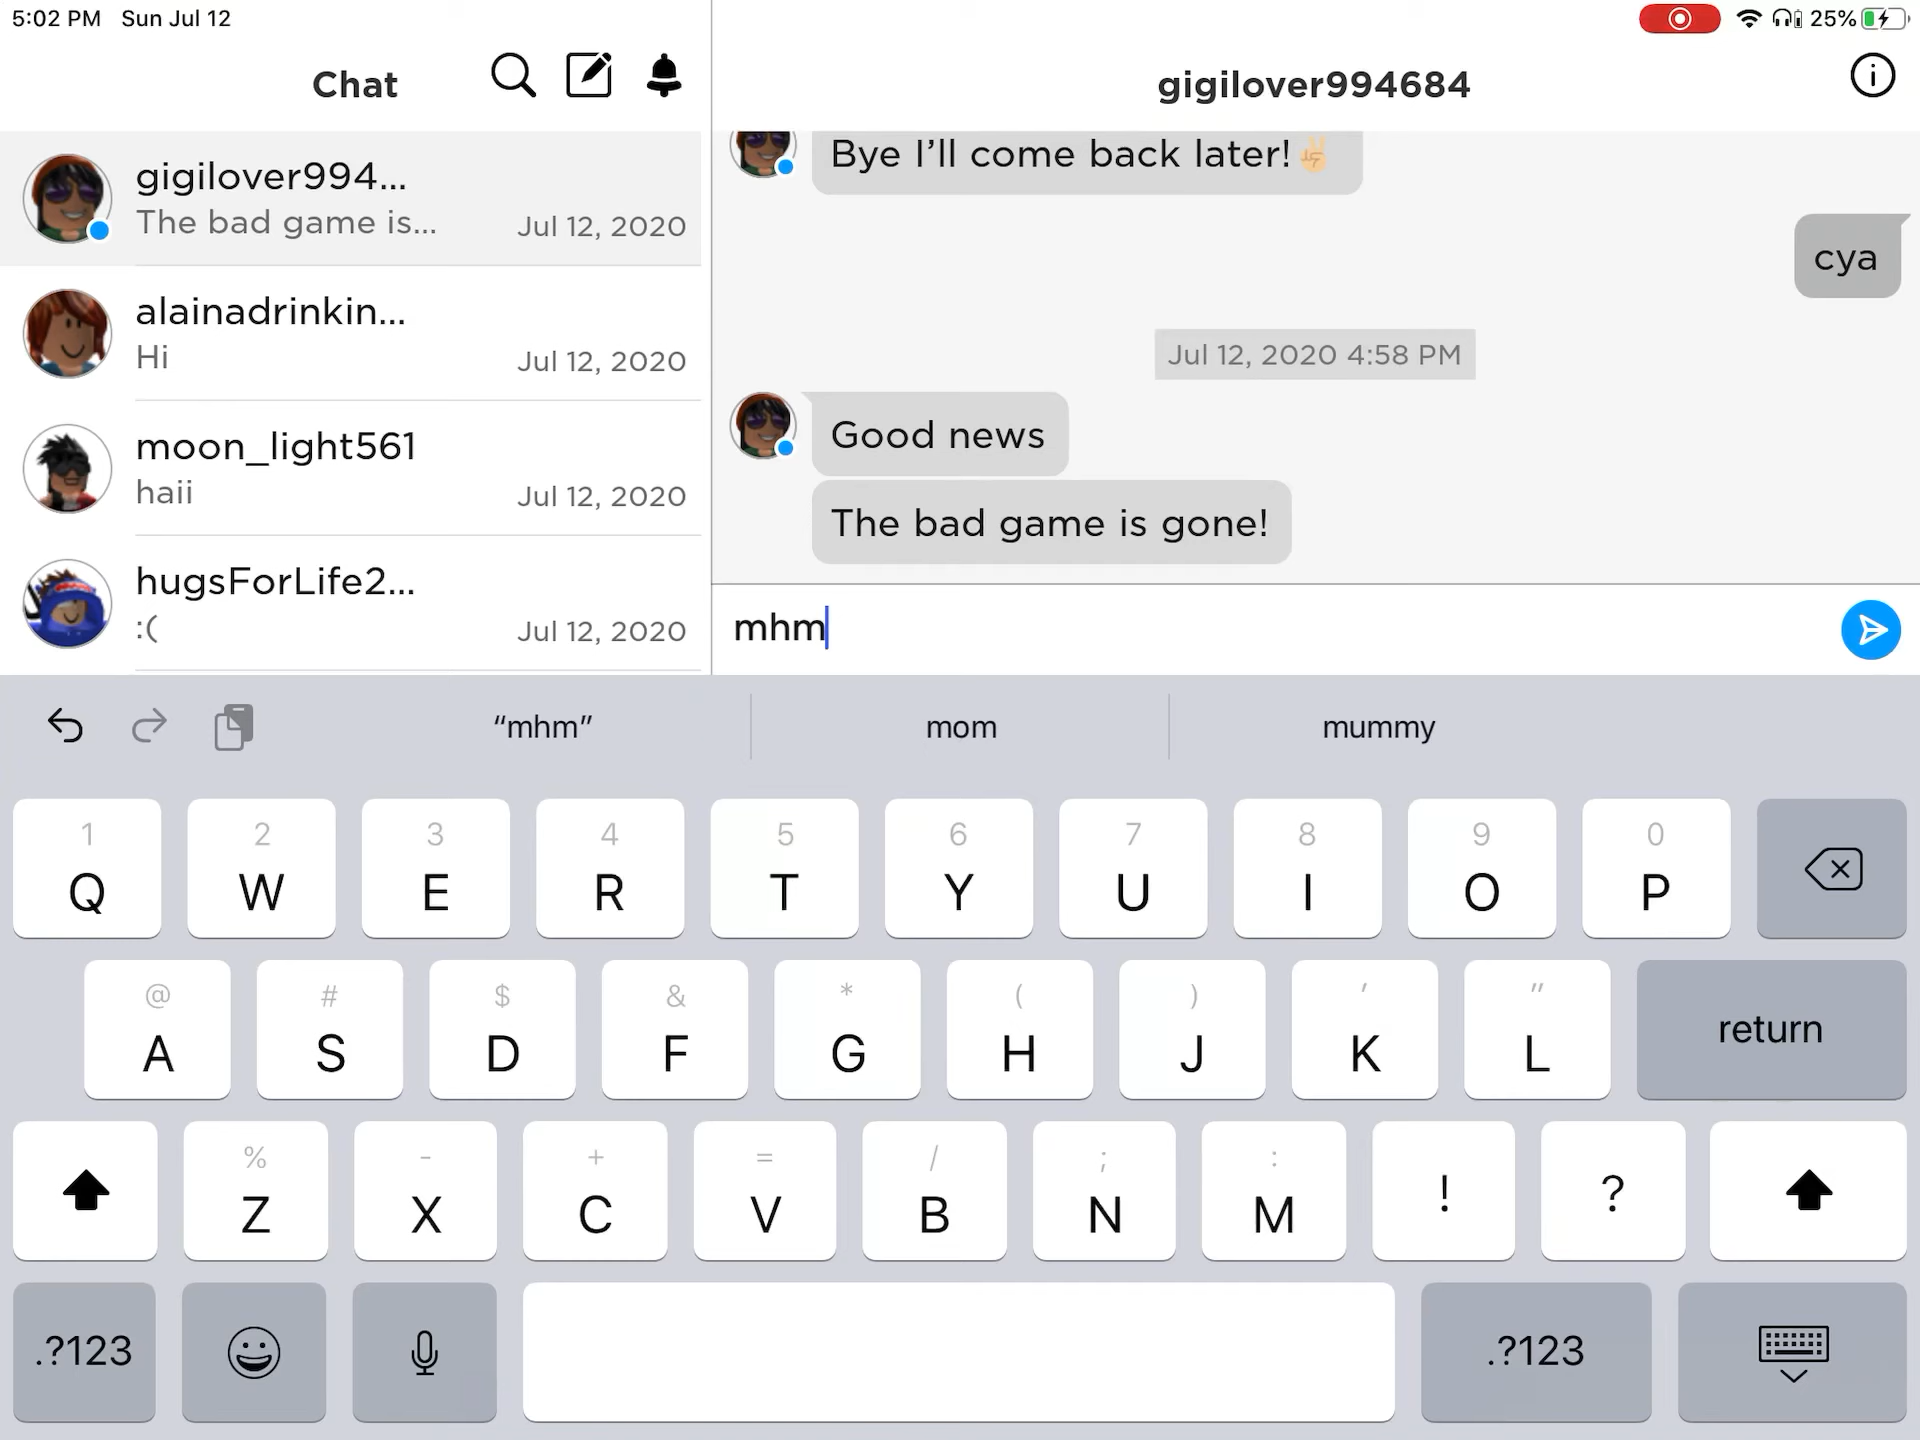 5:02 PM Sun Jul 12
25%
Chat
gigilover994...
The bad game is...
Jul 12, 2020
alainadrinkin...
Hi
Jul 12, 2020
moon_light561
haii
Jul 12, 2020
hugsForLife2...
:(
Jul 12, 2020
gigilover994684
Bye I’ll come back later!✌🏻
cya
Jul 12, 2020 4:58 PM
Good news
The bad game is gone!
mhm
“mhm” mom mummy
1 2 3 4 5 6 7 8 9 0
Q W E R T Y U I O P
@ # $ & * ( ) ' "
A S D F G H J K L return
% - + = / ; :
Z X C V B N M ! ?
.?123 .?123